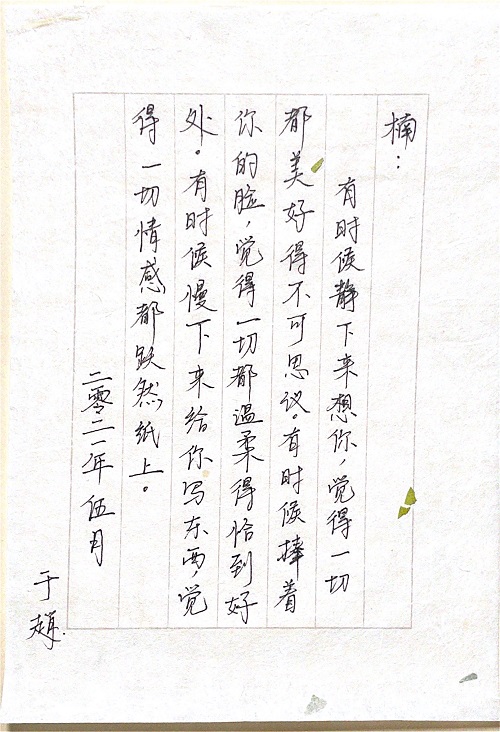 楠：
有时候静下来想你，觉得一切
都美好得不可思议。有时候捧着
你的脸，觉得一切都温柔得恰到好
处。有时候慢下来给你写东西，觉
得一切情感都跃然纸上。
二零二一年伍月
于趙.